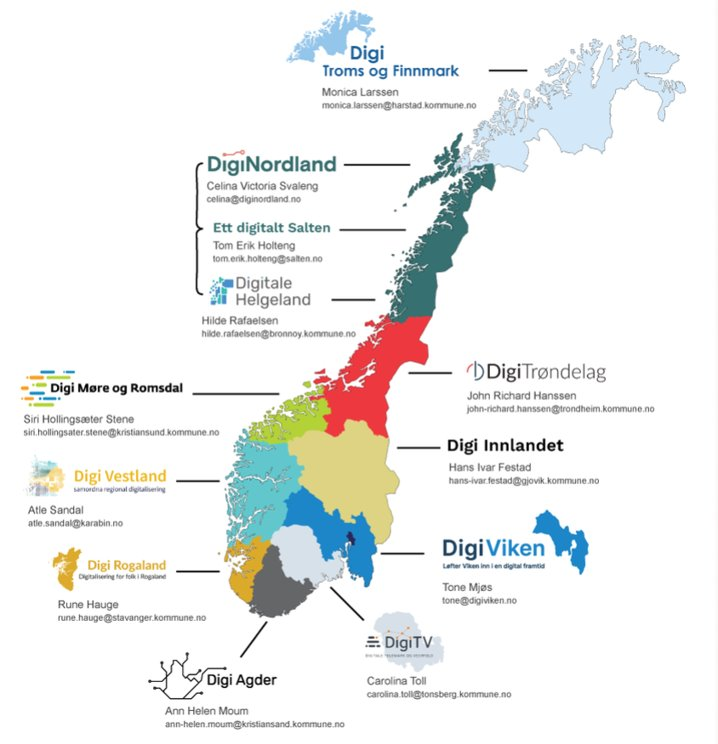 Digi
Troms og Finnmark
Monica Larssen
monica.larssen@harstad.kommune.no
DigiNordland
Celina Victoria Svaleng
celina@diginordland.no
Ett digitalt Salten
Tom Erik Holteng
tom.erik.holteng@salten.no
Digitale
Helgeland
Hilde Rafaelsen
hilde.rafaelsen@bronnoy.kommune.no
DigiTrøndelag
John Richard Hanssen
john-richard.hanssen@trondheim.kommune.no
Digi Møre og Romsdal
Siri Hollingsæter Stene
siri.hollingsater.stene@kristiansund.kommune.no
Digi Innlandet
Hans Ivar Festad
hans-ivar.festad@gjovik.kommune.no
Digi Vestland
samordna regional digitalisering
Atle Sandal
atle.sandal@karabin.no
DigiViken
Løfter Viken inn i en digital framtid
Tone Mjøs
tone@digiviken.no
Digi Rogaland
Digitalisering for folk i Rogaland
Rune Hauge
rune.hauge@stavanger.kommune.no
DigiTV
DIGITALE TELEMARK OG VESTFOLD
Carolina Toll
carolina.toll@tonsberg.kommune.no
Digi Agder
Ann Helen Moum
ann-helen.moum@kristiansand.kommune.no